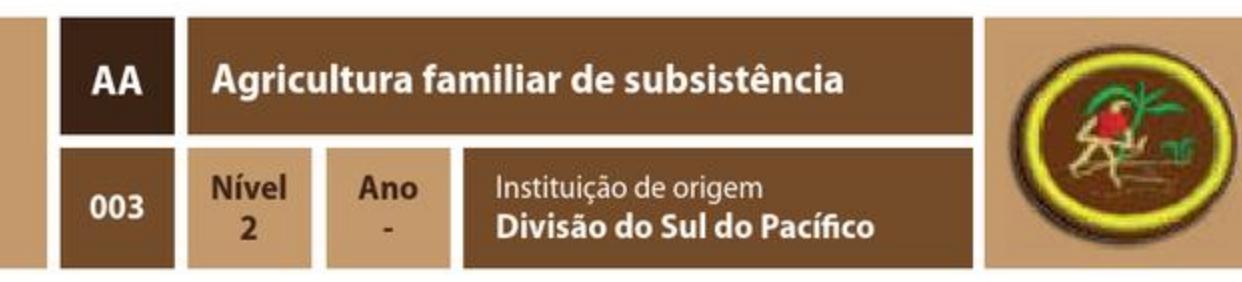 AA
Agricultura familiar de subsistência
003
Nível
2
Ano
-
Instituição de origem
Divisão do Sul do Pacífico